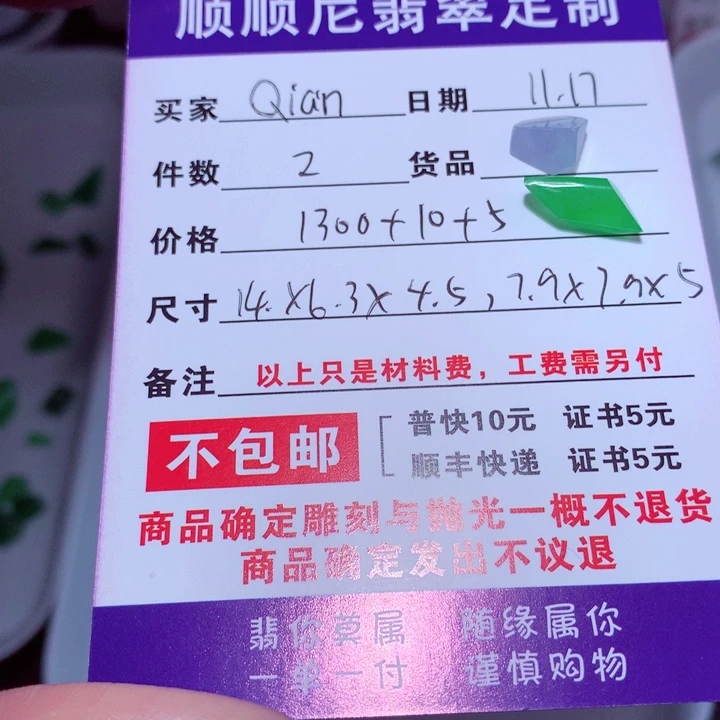 顺顺尼翡翠定制
买家 Qian 日期 11.17
件数 2 货品
价格 1300+10+5
尺寸 14.X6.3X4.5,7.9X7.9X5
备注 以上只是材料费，工费需另付
不包邮 普快10元 证书5元
顺丰快递 证书5元
商品确定雕刻与抛光一概不退货
商品确定发出不议退
翡你莫属 随缘属你
一单一付 谨慎购物